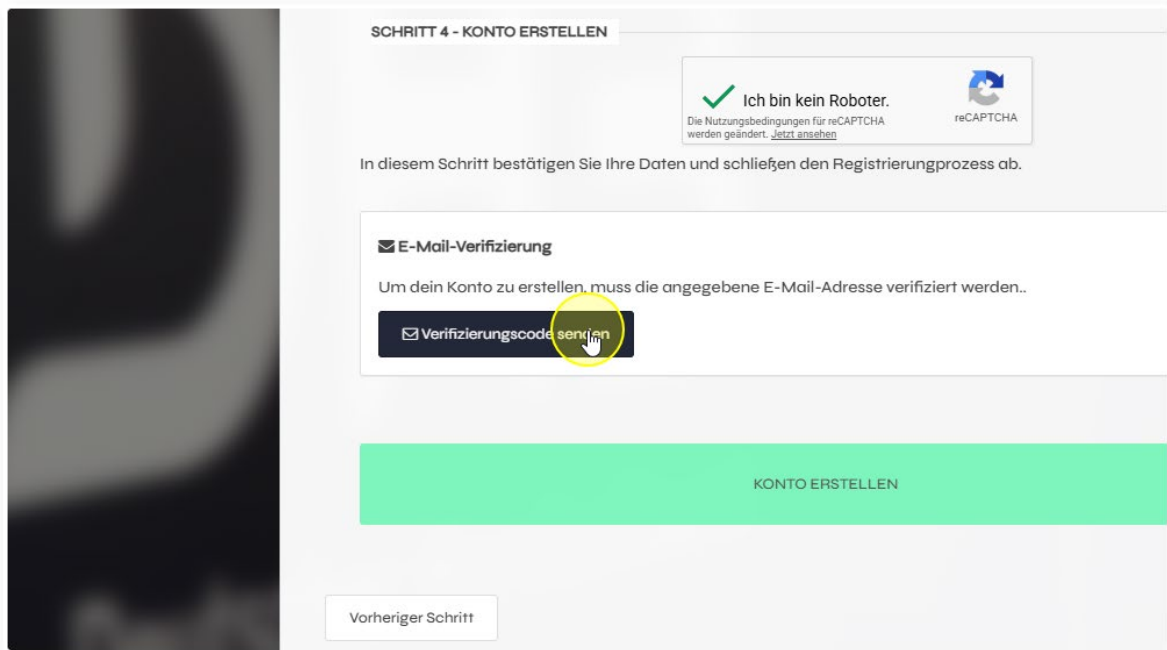 SCHRITT 4 - KONTO ERSTELLEN
Ich bin kein Roboter.
reCAPTCHA
Die Nutzungsbedingungen für reCAPTCHA
werden geändert. Jetzt ansehen
In diesem Schritt bestätigen Sie Ihre Daten und schließen den Registrierungprozess ab.
E-Mail-Verifizierung
Um dein Konto zu erstellen, muss die angegebene E-Mail-Adresse verifiziert werden..
Verifizierungscode senden
KONTO ERSTELLEN
Vorheriger Schritt